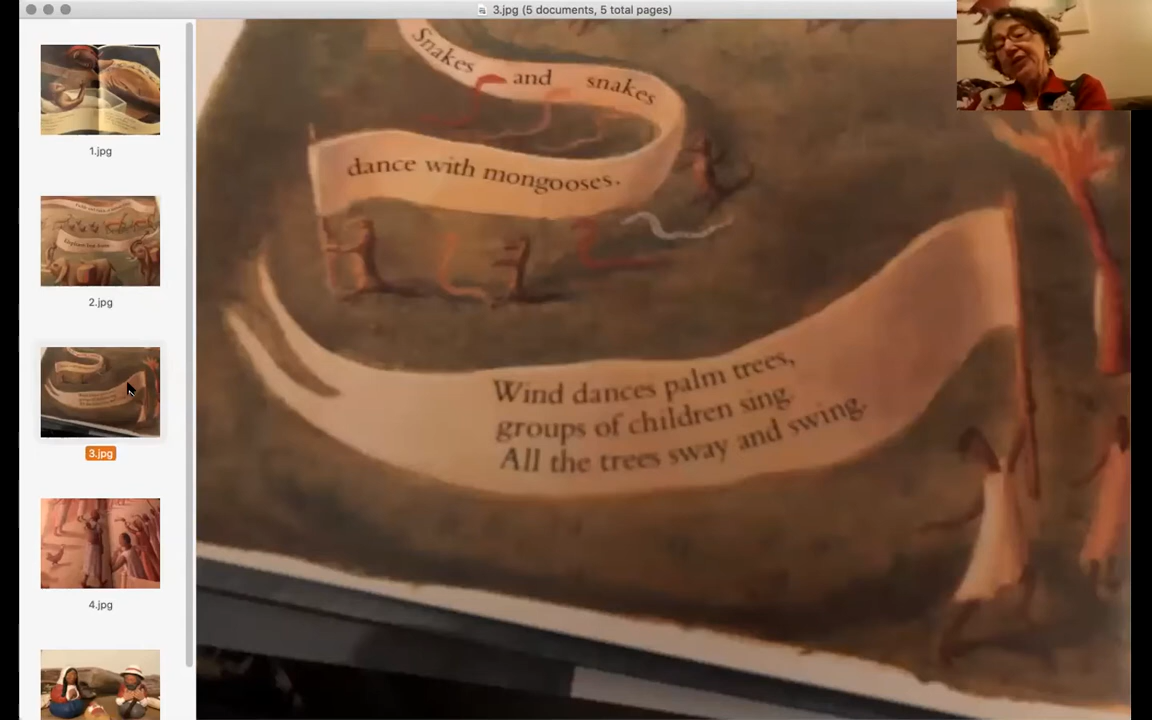 3.jpg (5 documents, 5 total pages)
1.jpg
2.jpg
3.jpg
4.jpg
Snakes and snakes
dance with mongooses.
Wind dances palm trees,
groups of children sing.
All the trees sway and swing.